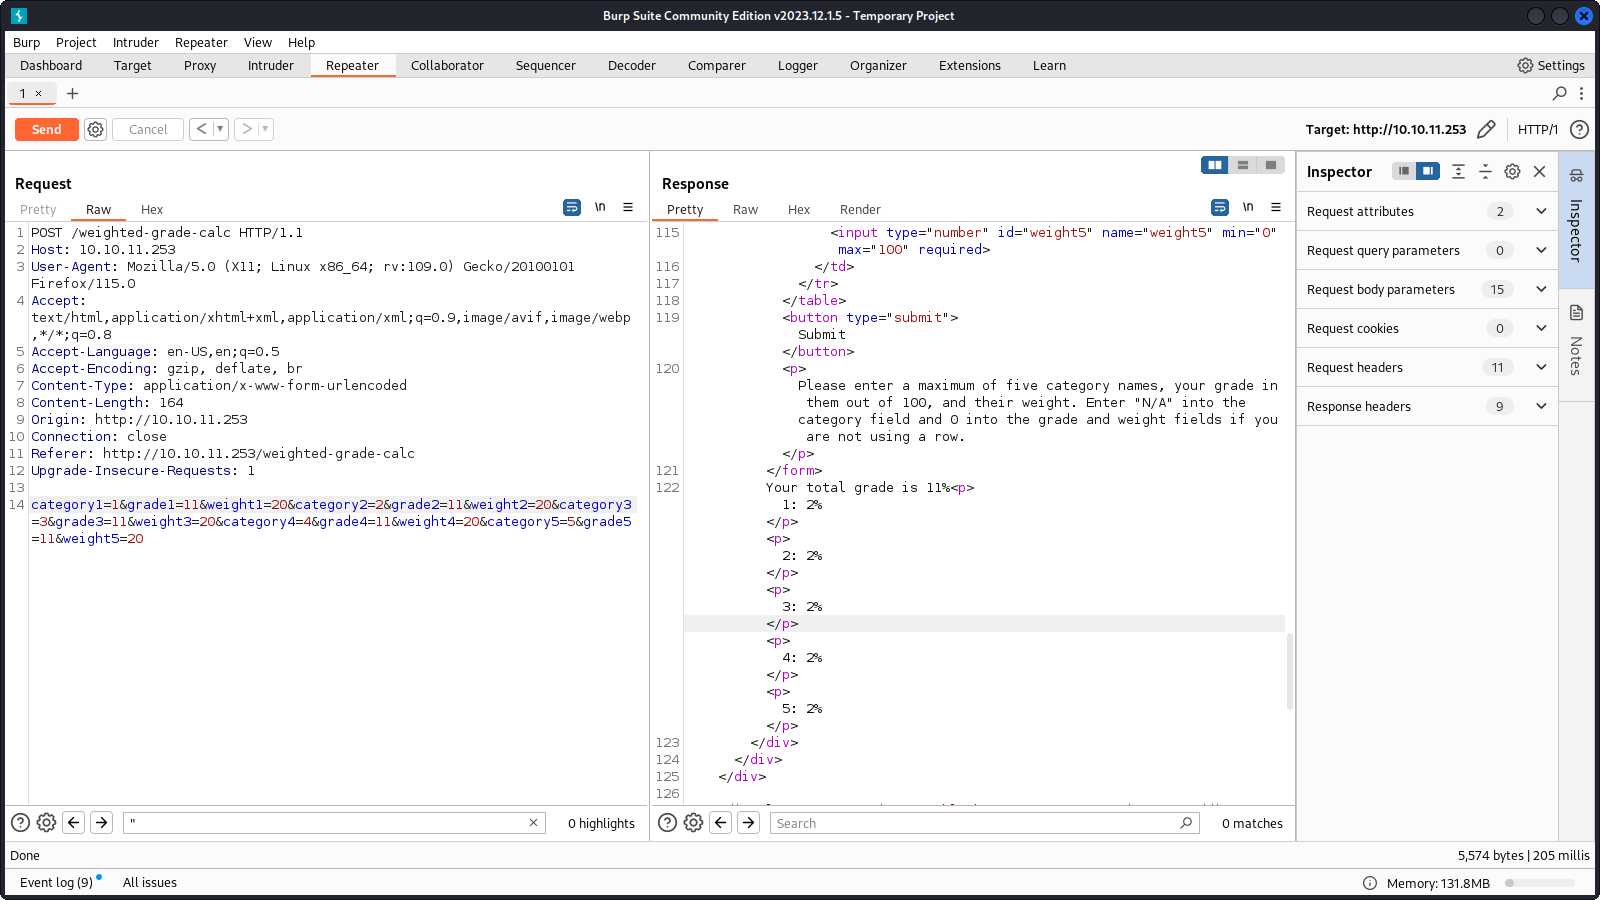 Burp Suite Community Edition v2023.12.1.5 - Temporary Project
Burp Project Intruder Repeater View Help
Dashboard Target Proxy Intruder Repeater Collaborator Sequencer Decoder Comparer Logger Organizer Extensions Learn Settings
1 × +
Send Cancel < >
Target: http://10.10.11.253 HTTP/1 ?
Request
Pretty Raw Hex \n
1 POST /weighted-grade-calc HTTP/1.1
2 Host: 10.10.11.253
3 User-Agent: Mozilla/5.0 (X11; Linux x86_64; rv:109.0) Gecko/20100101
Firefox/115.0
4 Accept:
text/html,application/xhtml+xml,application/xml;q=0.9,image/avif,image/webp
,*/*;q=0.8
5 Accept-Language: en-US,en;q=0.5
6 Accept-Encoding: gzip, deflate, br
7 Content-Type: application/x-www-form-urlencoded
8 Content-Length: 164
9 Origin: http://10.10.11.253
10 Connection: close
11 Referer: http://10.10.11.253/weighted-grade-calc
12 Upgrade-Insecure-Requests: 1
13
14 category1=1&grade1=11&weight1=20&category2=2&grade2=11&weight2=20&category3
=3&grade3=11&weight3=20&category4=4&grade4=11&weight4=20&category5=5&grade5
=11&weight5=20
" × 0 highlights
Response
Pretty Raw Hex Render \n
115 <input type="number" id="weight5" name="weight5" min="0"
max="100" required>
116 </td>
117 </tr>
118 </table>
119 <button type="submit">
Submit
</button>
120 <p>
Please enter a maximum of five category names, your grade in
them out of 100, and their weight. Enter "N/A" into the
category field and 0 into the grade and weight fields if you
are not using a row.
</p>
121 </form>
122 Your total grade is 11%<p>
1: 2%
</p>
<p>
2: 2%
</p>
<p>
3: 2%
</p>
<p>
4: 2%
</p>
<p>
5: 2%
</p>
123 </div>
124 </div>
125 </div>
126
Search 0 matches
Inspector
Request attributes 2
Request query parameters 0
Request body parameters 15
Request cookies 0
Request headers 11
Response headers 9
Inspector
Notes
Done 5,574 bytes | 205 millis
Event log (9) All issues Memory: 131.8MB